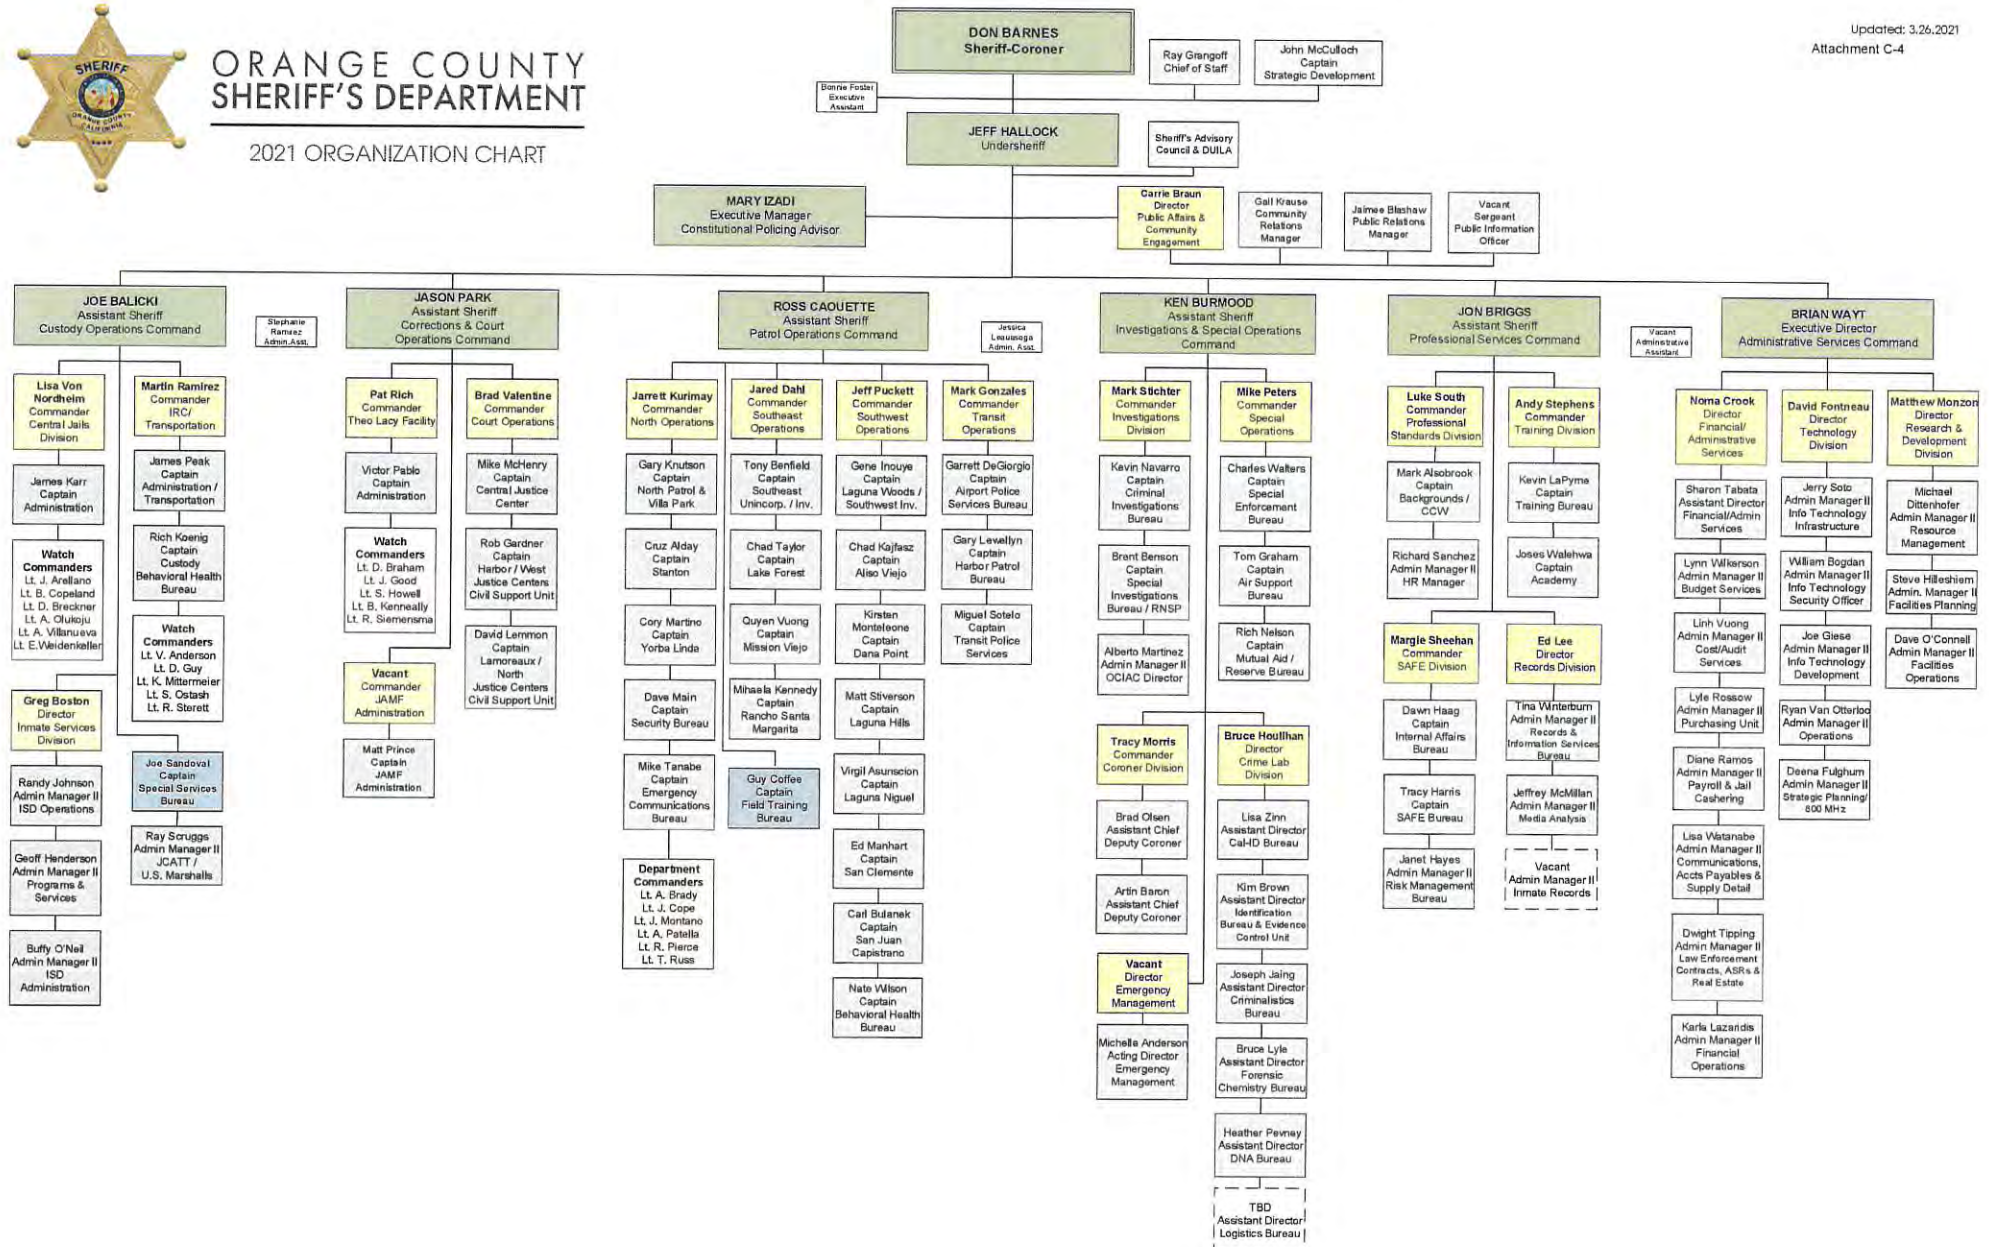 SHERIFF
ORANGE COUNTY
CALIFORNIA
ORANGE COUNTY
SHERIFF'S DEPARTMENT
2021 ORGANIZATION CHART
Updated: 3.26.2021
Attachment C-4
DON BARNES
Sheriff-Coroner
Ray Grangoff
Chief of Staff
John McCulloch
Captain
Strategic Development
Bonnie Foster
Executive
Assistant
JEFF HALLOCK
Undersheriff
Sheriff's Advisory
Council & DUILA
MARY IZADI
Executive Manager
Constitutional Policing Advisor
Carrie Braun
Director
Public Affairs &
Community
Engagement
Gail Krause
Community
Relations
Manager
Jaimee Blashaw
Public Relations
Manager
Vacant
Sergeant
Public Information
Officer
JOE BALICKI
Assistant Sheriff
Custody Operations Command
Stephanie
Ramirez
Admin.Asst.
Lisa Von
Nordheim
Commander
Central Jails
Division
James Karr
Captain
Administration
Watch
Commanders
Lt. J. Arellano
Lt. B. Copeland
Lt. D. Breckner
Lt. A. Olukoju
Lt. A. Villanueva
Lt. E.Weidenkeller
Greg Boston
Director
Inmate Services
Division
Randy Johnson
Admin Manager II
ISD Operations
Geoff Henderson
Admin Manager II
Programs &
Services
Buffy O'Neil
Admin Manager II
ISD
Administration
Martin Ramirez
Commander
IRC/
Transportation
James Peak
Captain
Administration /
Transportation
Rich Koenig
Captain
Custody
Behavioral Health
Bureau
Watch
Commanders
Lt. V. Anderson
Lt. D. Guy
Lt. K. Mittermeier
Lt. S. Ostash
Lt. R. Sterett
Joe Sandoval
Captain
Special Services
Bureau
Ray Scruggs
Admin Manager II
JCATT /
U.S. Marshalls
JASON PARK
Assistant Sheriff
Corrections & Court
Operations Command
Pat Rich
Commander
Theo Lacy Facility
Victor Pablo
Captain
Administration
Watch
Commanders
Lt. D. Braham
Lt. J. Good
Lt. S. Howell
Lt. B. Kenneally
Lt. R. Siemensma
Vacant
Commander
JAMF
Administration
Matt Prince
Captain
JAMF
Administration
Brad Valentine
Commander
Court Operations
Mike McHenry
Captain
Central Justice
Center
Rob Gardner
Captain
Harbor / West
Justice Centers
Civil Support Unit
David Lemmon
Captain
Lamoreaux /
North
Justice Centers
Civil Support Unit
ROSS CAOUETTE
Assistant Sheriff
Patrol Operations Command
Jessica
Admin. Asst.
Jarrett Kurimay
Commander
North Operations
Gary Knutson
Captain
North Patrol &
Villa Park
Cruz Alday
Captain
Stanton
Cory Martino
Captain
Yorba Linda
Dave Main
Captain
Security Bureau
Mike Tanabe
Captain
Emergency
Communications
Bureau
Department
Commanders
Lt. A. Brady
Lt. J. Cope
Lt. J. Montano
Lt. A. Patella
Lt. R. Pierce
Lt. T. Russ
Jared Dahl
Commander
Southeast
Operations
Tony Benfield
Captain
Southeast
Unincorp. / Inv.
Chad Taylor
Captain
Lake Forest
Quyen Vuong
Captain
Mission Viejo
Mihaela Kennedy
Captain
Rancho Santa
Margarita
Guy Coffee
Captain
Field Training
Bureau
Jeff Puckett
Commander
Southwest
Operations
Gene Inouye
Captain
Laguna Woods /
Southwest Inv.
Chad Kajfasz
Captain
Aliso Viejo
Kirsten
Monteleone
Captain
Dana Point
Matt Stiverson
Captain
Laguna Hills
Virgil Asuncion
Captain
Laguna Niguel
Ed Manhart
Captain
San Clemente
Carl Bulanek
Captain
San Juan
Capistrano
Nate Wilson
Captain
Behavioral Health
Bureau
Mark Gonzales
Commander
Transit
Operations
Garrett DeGiorgio
Captain
Airport Police
Services Bureau
Gary Lewellyn
Captain
Harbor Patrol
Bureau
Miguel Sotelo
Captain
Transit Police
Services
KEN BURMOOD
Assistant Sheriff
Investigations & Special Operations
Command
Mark Stichter
Commander
Investigations
Division
Kevin Navarro
Captain
Criminal
Investigations
Bureau
Brent Benson
Captain
Special
Investigations
Bureau / RNSP
Alberto Martinez
Admin Manager II
OCIAC Director
Tracy Morris
Commander
Coroner Division
Brad Olsen
Assistant Chief
Deputy Coroner
Artin Baron
Assistant Chief
Deputy Coroner
Vacant
Director
Emergency
Management
Michelle Anderson
Acting Director
Emergency
Management
Mike Peters
Commander
Special
Operations
Charles Walters
Captain
Special
Enforcement
Bureau
Tom Graham
Captain
Air Support
Bureau
Rich Nelson
Captain
Mutual Aid /
Reserve Bureau
Bruce Houlihan
Director
Crime Lab
Division
Lisa Zinn
Assistant Director
Cal-ID Bureau
Kim Brown
Assistant Director
Identification
Bureau & Evidence
Control Unit
Joseph Jaing
Assistant Director
Criminalistics
Bureau
Bruce Lyle
Assistant Director
Forensic
Chemistry Bureau
Heather Pevney
Assistant Director
DNA Bureau
TBD
Assistant Director
Logistics Bureau
JON BRIGGS
Assistant Sheriff
Professional Services Command
Luke South
Commander
Professional
Standards Division
Mark Alsobrook
Captain
Backgrounds /
CCW
Richard Sanchez
Admin Manager II
HR Manager
Margie Sheehan
Commander
SAFE Division
Dawn Haag
Captain
Internal Affairs
Bureau
Tracy Harris
Captain
SAFE Bureau
Janet Hayes
Admin Manager II
Risk Management
Bureau
Andy Stephens
Commander
Training Division
Kevin LaPyme
Captain
Training Bureau
Joses Walehwa
Captain
Academy
Ed Lee
Director
Records Division
Tina Winterburn
Admin Manager II
Records &
Information Services
Bureau
Jeffrey McMillan
Admin Manager II
Media Analysis
Vacant
Admin Manager II
Inmate Records
Vacant
Administrative
Assistant
BRIAN WAYT
Executive Director
Administrative Services Command
Noma Crook
Director
Financial/
Administrative
Services
Sharon Tabata
Assistant Director
Financial/Admin
Services
Lynn Wilkerson
Admin Manager II
Budget Services
Linh Vuong
Admin Manager II
Cost/Audit
Services
Lyle Rossow
Admin Manager II
Purchasing Unit
Diane Ramos
Admin Manager II
Payroll & Jail
Cashering
Lisa Watanabe
Admin Manager II
Communications,
Accts Payables &
Supply Detail
Dwight Tipping
Admin Manager II
Law Enforcement
Contracts, ASRs &
Real Estate
Karla Lazaridis
Admin Manager II
Financial
Operations
David Fontneau
Director
Technology
Division
Jerry Soto
Admin Manager II
Info Technology
Infrastructure
William Bogdan
Admin Manager II
Info Technology
Security Officer
Joe Giese
Admin Manager II
Info Technology
Development
Ryan Van Otterloo
Admin Manager II
Operations
Deena Fulghum
Admin Manager II
Strategic Planning/
800 MHz
Matthew Monzon
Director
Research &
Development
Division
Michael
Dittenhofer
Admin Manager II
Resource
Management
Steve Hilleshiem
Admin. Manager II
Facilities Planning
Dave O'Connell
Admin Manager II
Facilities
Operations